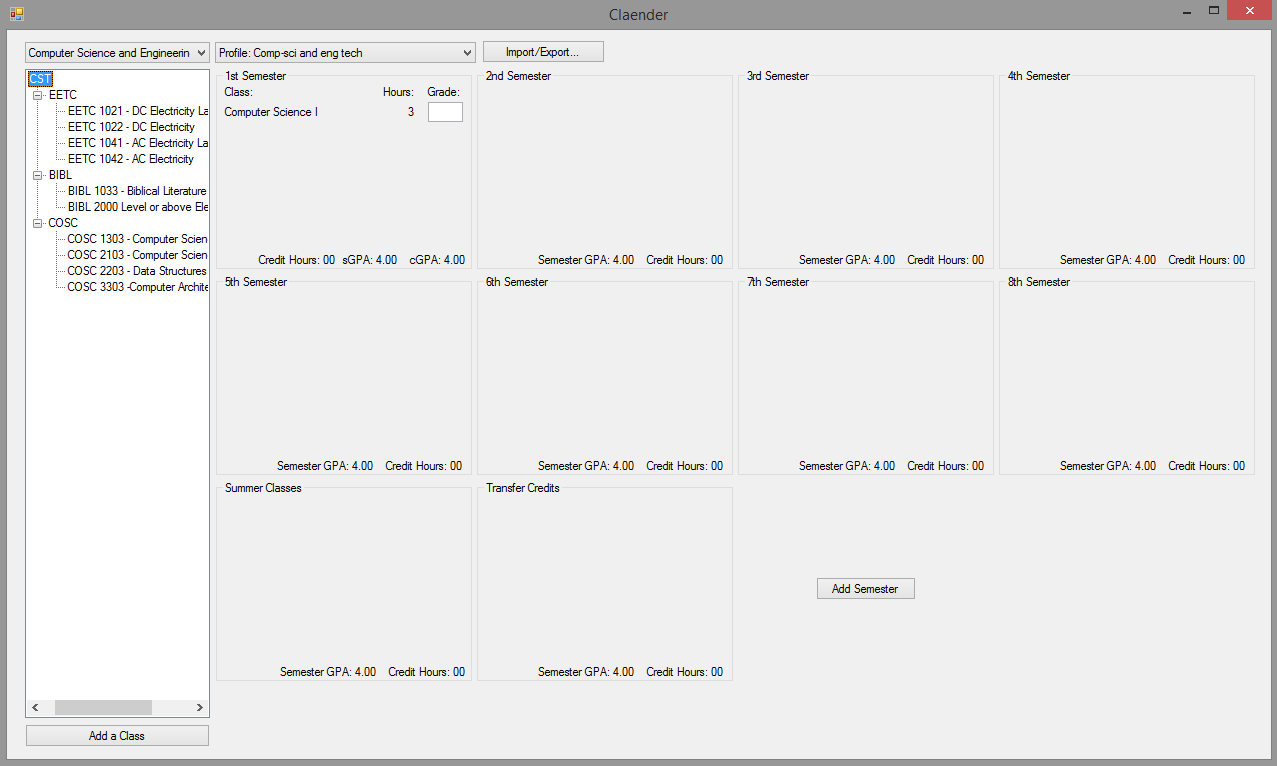 Claender
Computer Science and Engineerin
Profile: Comp-sci and eng tech
Import/Export...
CST
EETC
EETC 1021 - DC Electricity La
EETC 1022 - DC Electricity
EETC 1041 - AC Electricity La
EETC 1042 - AC Electricity
BIBL
BIBL 1033 - Biblical Literature
BIBL 2000 Level or above Ele
COSC
COSC 1303 - Computer Scien
COSC 2103 - Computer Scien
COSC 2203 - Data Structures
COSC 3303 -Computer Archite
Add a Class
1st Semester
Class: Hours: Grade:
Computer Science I 3
Credit Hours: 00 sGPA: 4.00 cGPA: 4.00
2nd Semester
Semester GPA: 4.00 Credit Hours: 00
3rd Semester
Semester GPA: 4.00 Credit Hours: 00
4th Semester
Semester GPA: 4.00 Credit Hours: 00
5th Semester
Semester GPA: 4.00 Credit Hours: 00
6th Semester
Semester GPA: 4.00 Credit Hours: 00
7th Semester
Semester GPA: 4.00 Credit Hours: 00
8th Semester
Semester GPA: 4.00 Credit Hours: 00
Summer Classes
Semester GPA: 4.00 Credit Hours: 00
Transfer Credits
Semester GPA: 4.00 Credit Hours: 00
Add Semester